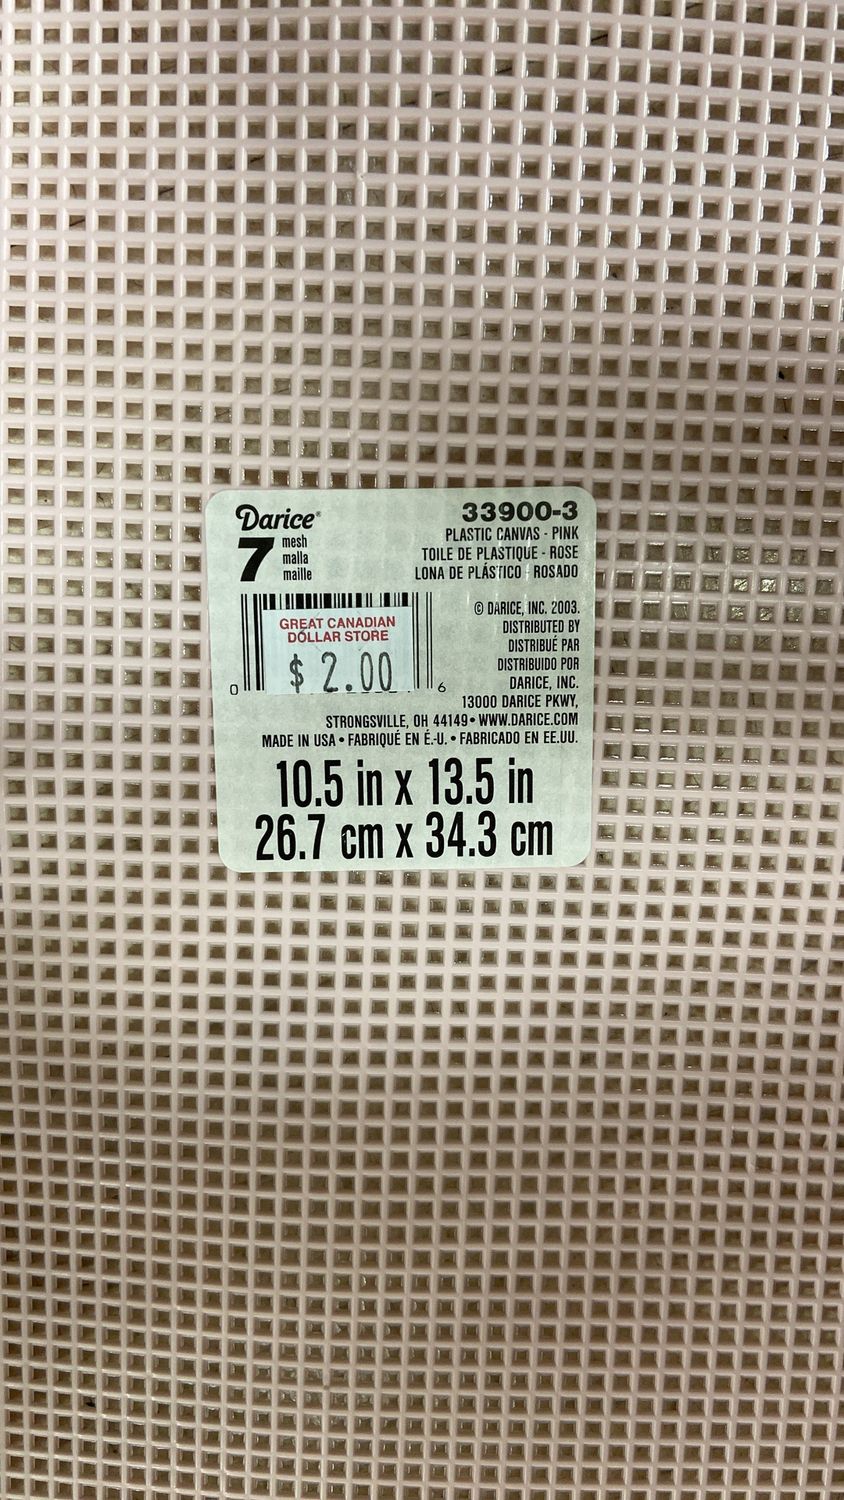 Darice®
33900-3
7 mesh
malla
maille
PLASTIC CANVAS - PINK
TOILE DE PLASTIQUE - ROSE
LONA DE PLÁSTICO - ROSADO
GREAT CANADIAN
DOLLAR STORE
$ 2.00
0 6
© DARICE, INC. 2003.
DISTRIBUTED BY
DISTRIBUÉ PAR
DISTRIBUIDO POR
DARICE, INC.
13000 DARICE PKWY,
STRONGSVILLE, OH 44149 • WWW.DARICE.COM
MADE IN USA • FABRIQUÉ EN É.-U. • FABRICADO EN EE.UU.
10.5 in x 13.5 in
26.7 cm x 34.3 cm